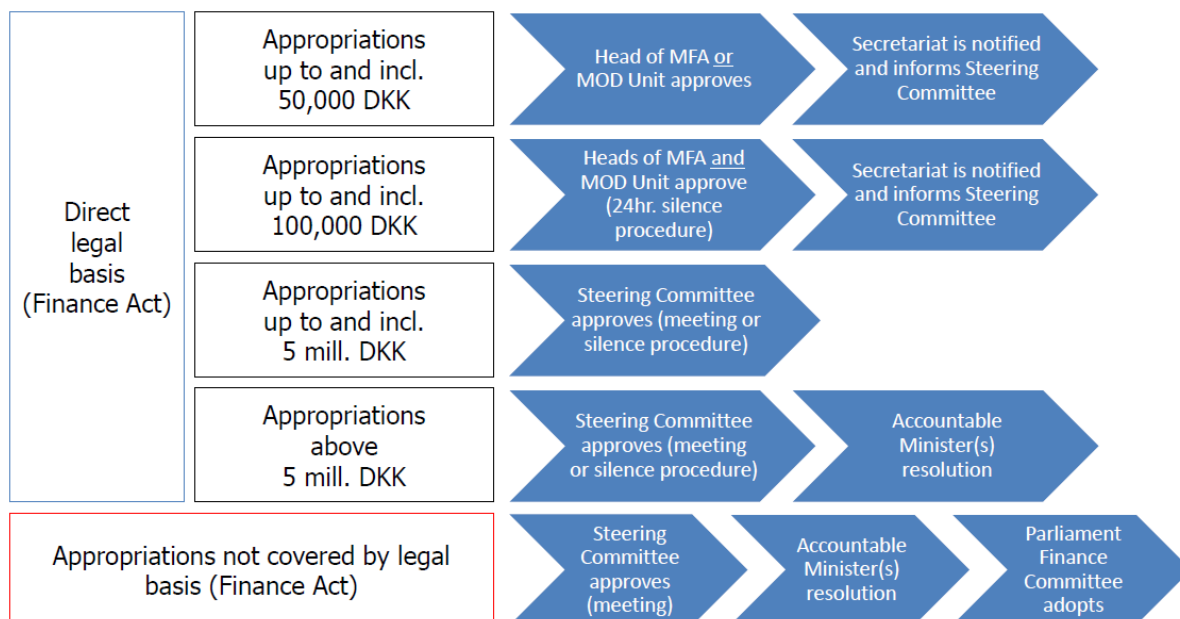 Direct
legal
basis
(Finance Act)
Appropriations
up to and incl.
50,000 DKK
Head of MFA or
MOD Unit approves
Secretariat is notified
and informs Steering
Committee
Appropriations
up to and incl.
100,000 DKK
Heads of MFA and
MOD Unit approve
(24hr. silence
procedure)
Secretariat is notified
and informs Steering
Committee
Appropriations
up to and incl.
5 mill. DKK
Steering Committee
approves (meeting or
silence procedure)
Appropriations
above
5 mill. DKK
Steering Committee
approves (meeting
or silence procedure)
Accountable
Minister(s)
resolution
Appropriations not covered by legal
basis (Finance Act)
Steering
Committee
approves
(meeting)
Accountable
Minister(s)
resolution
Parliament
Finance
Committee
adopts